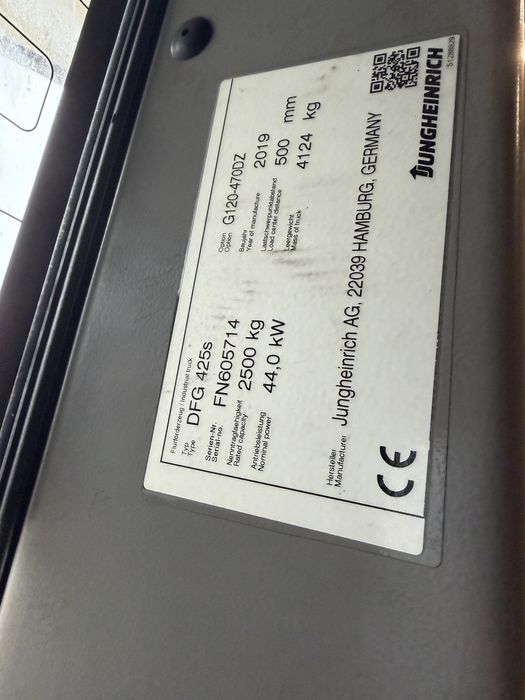 Flurförderzeug / Industrial truck
Typ
Type DFG 425s
Option
Option G120-470DZ
Serien-Nr.
Serial-no. FN605714
Baujahr
Year of manufacture 2019
Nenntragfaehigkeit
Rated capacity 2500 kg
Lastschwerpunktabstand
Load center distance 500 mm
Antriebsleistung
Nominal power 44,0 kW
Leergewicht
Mass of truck 4124 kg
Hersteller
Manufacturer Jungheinrich AG, 22039 HAMBURG, GERMANY
CE
JUNGHEINRICH
51288839